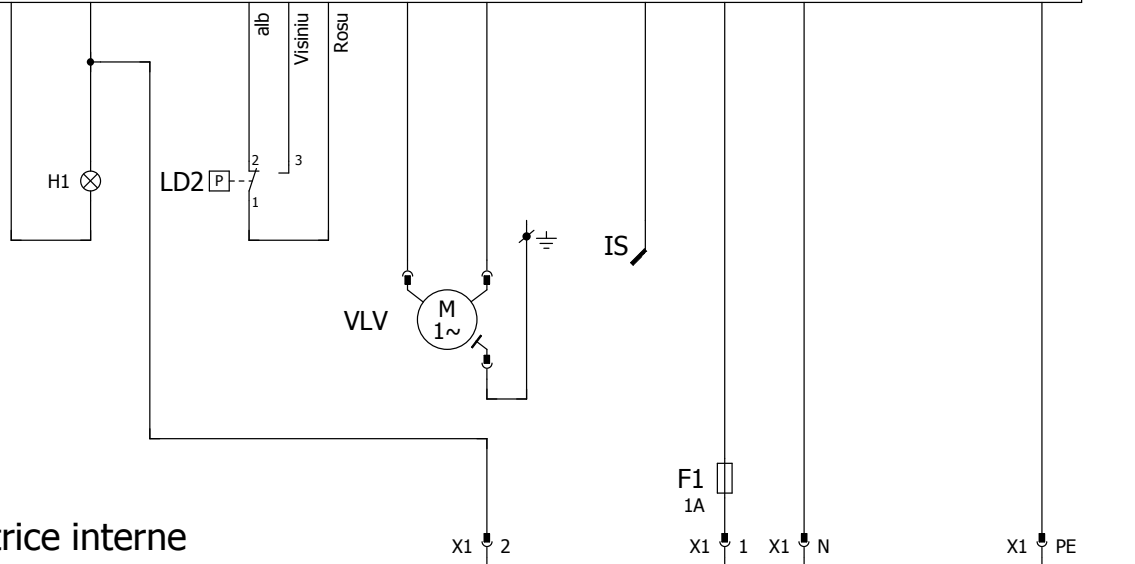 alb
Visiniu
Rosu
H1
LD2
P
2
3
1
IS
VLV
M
1~
F1
1A
trice interne
X1 2
X1 1
X1 N
X1 PE